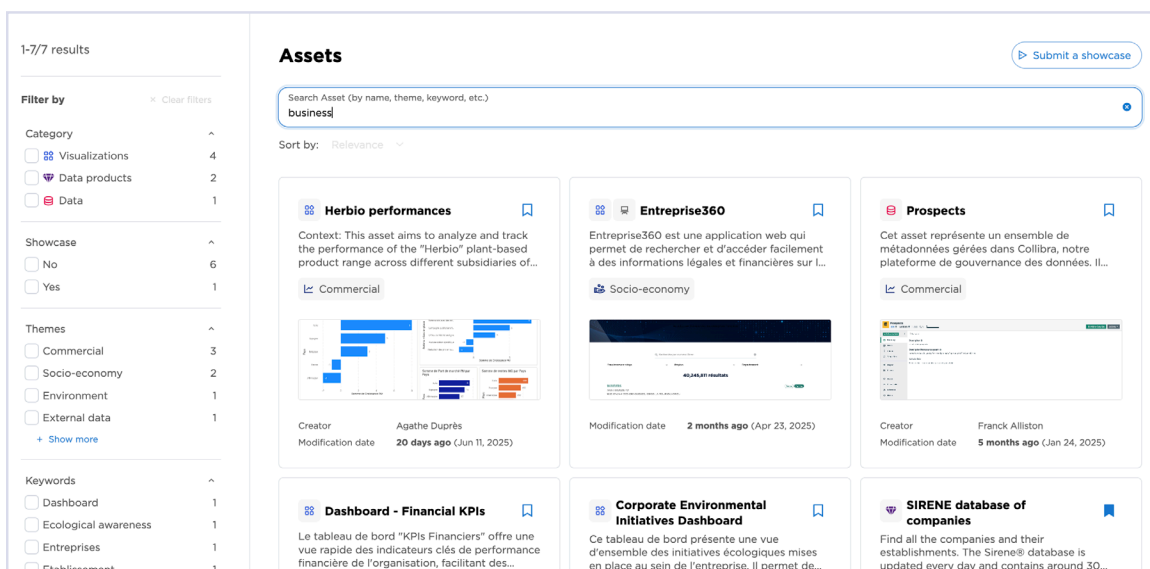 1-7/7 results
Filter by
× Clear filters
Category
Visualizations 4
Data products 2
Data 1
Showcase
No 6
Yes 1
Themes
Commercial 3
Socio-economy 2
Environment 1
External data 1
+ Show more
Keywords
Dashboard 1
Ecological awareness 1
Entreprises 1
Etablissement 1
Assets
Submit a showcase
Search Asset (by name, theme, keyword, etc.)
business
Sort by: Relevance
Herbio performances
Context: This asset aims to analyze and track
the performance of the "Herbio" plant-based
product range across different subsidiaries of...
Commercial
Creator Agathe Duprès
Modification date 20 days ago (Jun 11, 2025)
Entreprise360
Entreprise360 est une application web qui
permet de rechercher et d'accéder facilement
à des informations légales et financières sur l...
Socio-economy
40,248,811 résultats
Modification date 2 months ago (Apr 23, 2025)
Prospects
Cet asset représente un ensemble de
métadonnées gérées dans Collibra, notre
plateforme de gouvernance des données. Il...
Commercial
Prospects
Creator Franck Alliston
Modification date 5 months ago (Jan 24, 2025)
Dashboard - Financial KPIs
Le tableau de bord "KPIs Financiers" offre une
vue rapide des indicateurs clés de performance
financière de l'organisation, facilitant des...
Corporate Environmental
Initiatives Dashboard
Ce tableau de bord présente une vue
d'ensemble des initiatives écologiques mises
en place au sein de l'entreprise. Il permet de...
SIRENE database of
companies
Find all the companies and their
establishments. The Sirene® database is
updated every day and contains around 30...